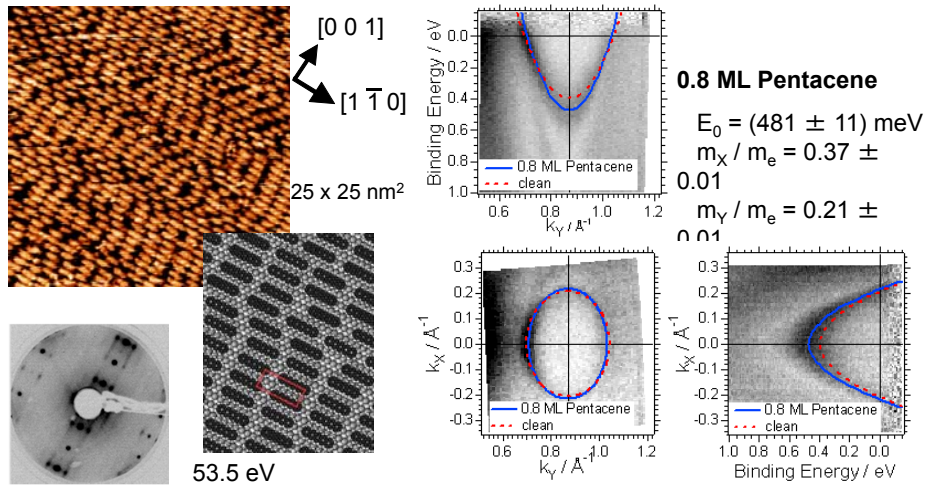 [0 0 1]
[1 1̅ 0]
25 x 25 nm²
53.5 eV
Binding Energy / eV
0.0
0.2
0.4
0.6
0.8
1.0
0.8 ML Pentacene
clean
0.6 0.8 1.0 1.2
k_Y / Å⁻¹
0.8 ML Pentacene
E_0 = (481 ± 11) meV
m_X / m_e = 0.37 ±
0.01
m_Y / m_e = 0.21 ±
0.01
k_X / Å⁻¹
0.3
0.2
0.1
0.0
-0.1
-0.2
-0.3
0.8 ML Pentacene
clean
0.6 0.8 1.0 1.2
k_Y / Å⁻¹
k_X / Å⁻¹
0.3
0.2
0.1
0.0
-0.1
-0.2
-0.3
0.8 ML Pentacene
clean
0.8 0.6 0.4 0.2 0.0
Binding Energy / eV